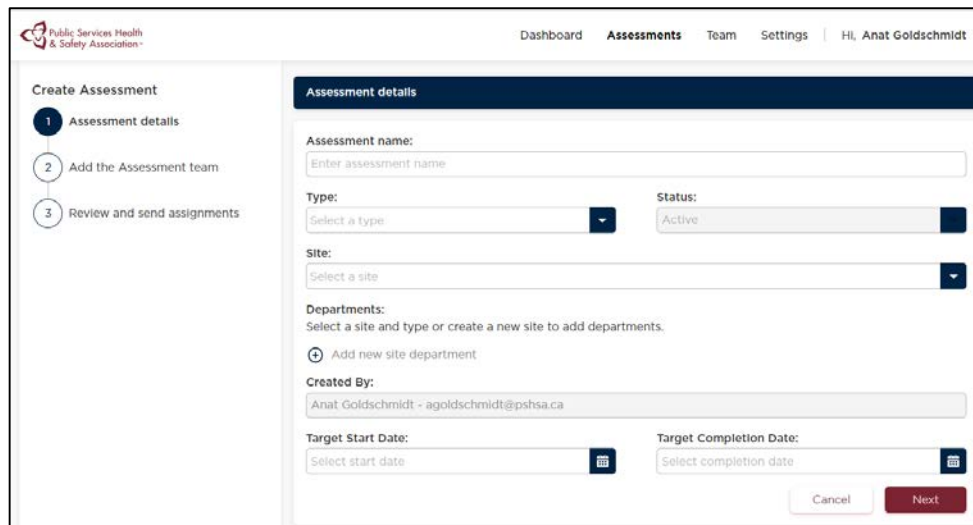 Public Services Health
& Safety Association
Dashboard Assessments Team Settings Hi, Anat Goldschmidt
Create Assessment
1 Assessment details
2 Add the Assessment team
3 Review and send assignments
Assessment details
Assessment name:
Enter assessment name
Type: Status:
Select a type Active
Site:
Select a site
Departments:
Select a site and type or create a new site to add departments.
Add new site department
Created By:
Anat Goldschmidt - agoldschmidt@pshsa.ca
Target Start Date: Target Completion Date:
Select start date Select completion date
Cancel Next